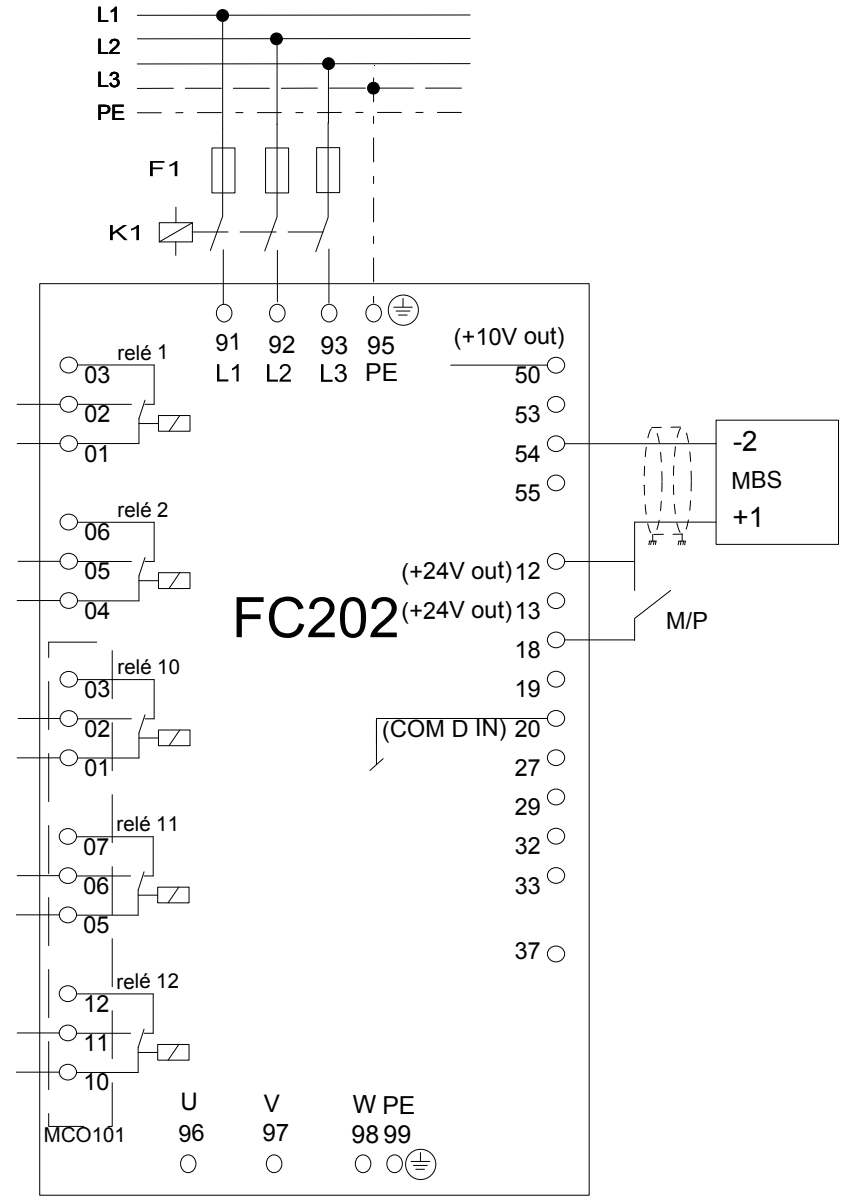 L1
L2
L3
PE
F1
K1
91 92 93 95
L1 L2 L3 PE
(+10V out)
50
53
54
55
-2
MBS
+1
(+24V out) 12
(+24V out) 13
18
M/P
19
(COM D IN) 20
27
29
32
33
37
FC202
relé 1
03
02
01
relé 2
06
05
04
relé 10
03
02
01
relé 11
07
06
05
relé 12
12
11
10
MCO101
U V W PE
96 97 98 99